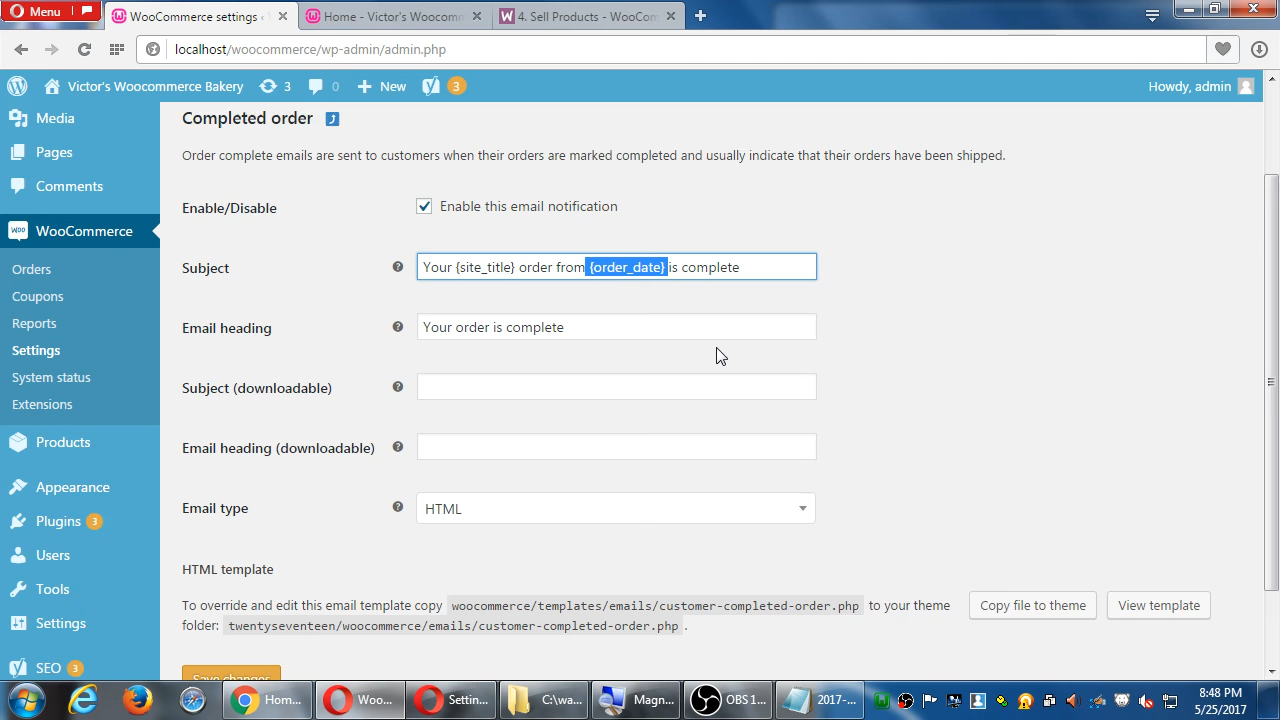 Menu
WooCommerce settings ‹
Home - Victor's Woocomm
4. Sell Products - WooCom
localhost/woocommerce/wp-admin/admin.php
Victor's Woocommerce Bakery
3
0
New
3
Howdy, admin
Media
Pages
Comments
WooCommerce
Orders
Coupons
Reports
Settings
System status
Extensions
Products
Appearance
Plugins 3
Users
Tools
Settings
SEO 3
Completed order
Order complete emails are sent to customers when their orders are marked completed and usually indicate that their orders have been shipped.
Enable/Disable
Enable this email notification
Subject
Your {site_title} order from {order_date} is complete
Email heading
Your order is complete
Subject (downloadable)
Email heading (downloadable)
Email type
HTML
HTML template
To override and edit this email template copy woocommerce/templates/emails/customer-completed-order.php to your theme
folder: twentyseventeen/woocommerce/emails/customer-completed-order.php .
Copy file to theme
View template
Save changes
Hom...
Woo...
Settin...
C:\wa...
Magn...
OBS 1...
2017-...
8:48 PM
5/25/2017